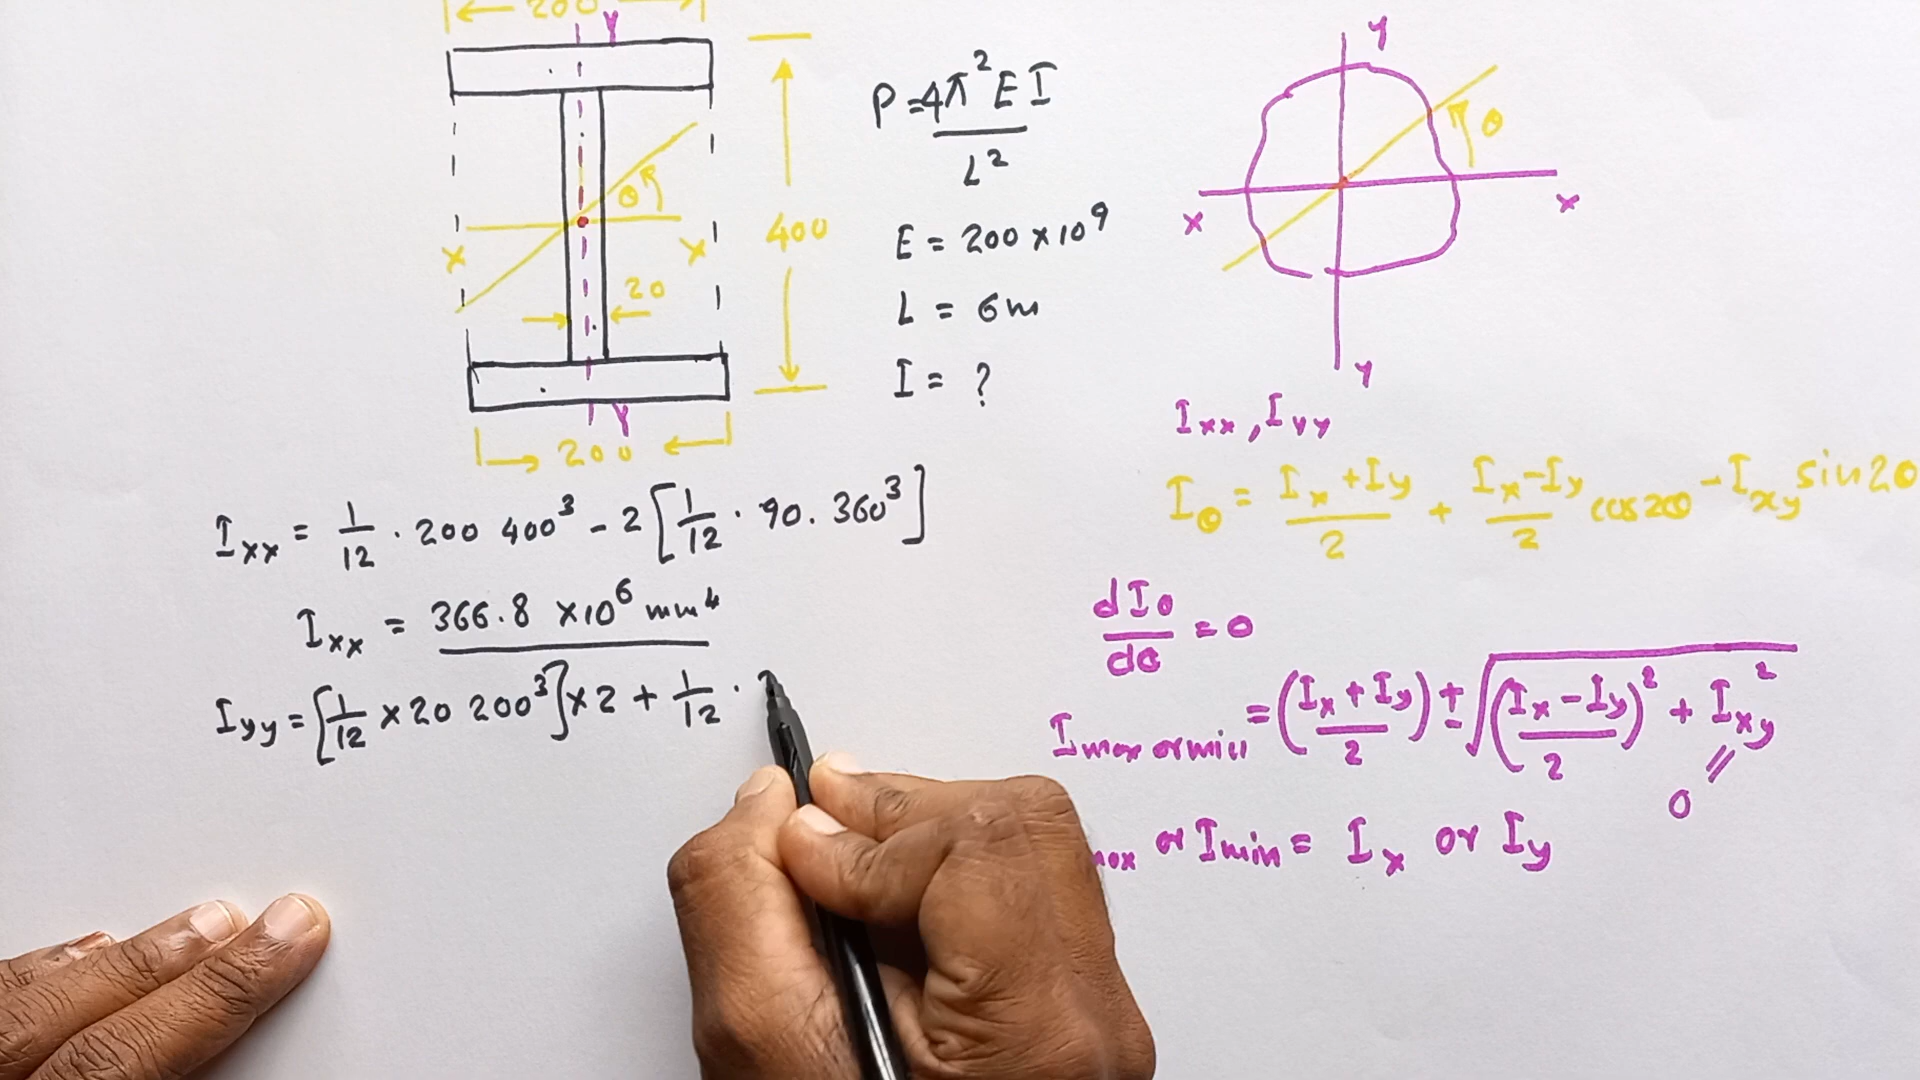 200
Y
X
θ
X
20
400
Y
200
P = 4π²EI / L²
E = 200 × 10⁹
L = 6m
I = ?
Y
θ
X
X
Y
Ixx , Iyy
Iθ = (Ix + Iy)/2 + (Ix - Iy)/2 cos2θ - Ixy sin2θ
dIθ/dθ = 0
Imax or min = ((Ix + Iy)/2) ± √(((Ix - Iy)/2)² + Ixy²)
0
or Imin = Ix or Iy
Ixx = 1/12 · 200 400³ - 2 [1/12 · 90 · 360³]
Ixx = 366.8 × 10⁶ mm⁴
Iyy = [1/12 × 20 200³] × 2 + 1/12 ·